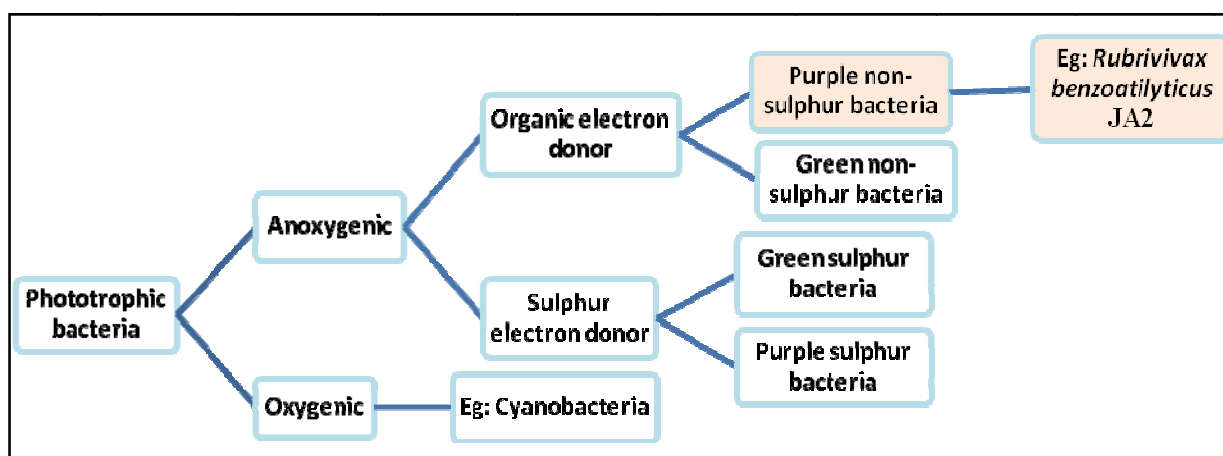 Phototrophic
bacteria
Anoxygenic
Oxygenic
Organic electron
donor
Sulphur
electron donor
Eg: Cyanobacteria
Purple non-
sulphur bacteria
Green non-
sulphur bacteria
Green sulphur
bacteria
Purple sulphur
bacteria
Eg: Rubrivivax
benzoatilyticus
JA2